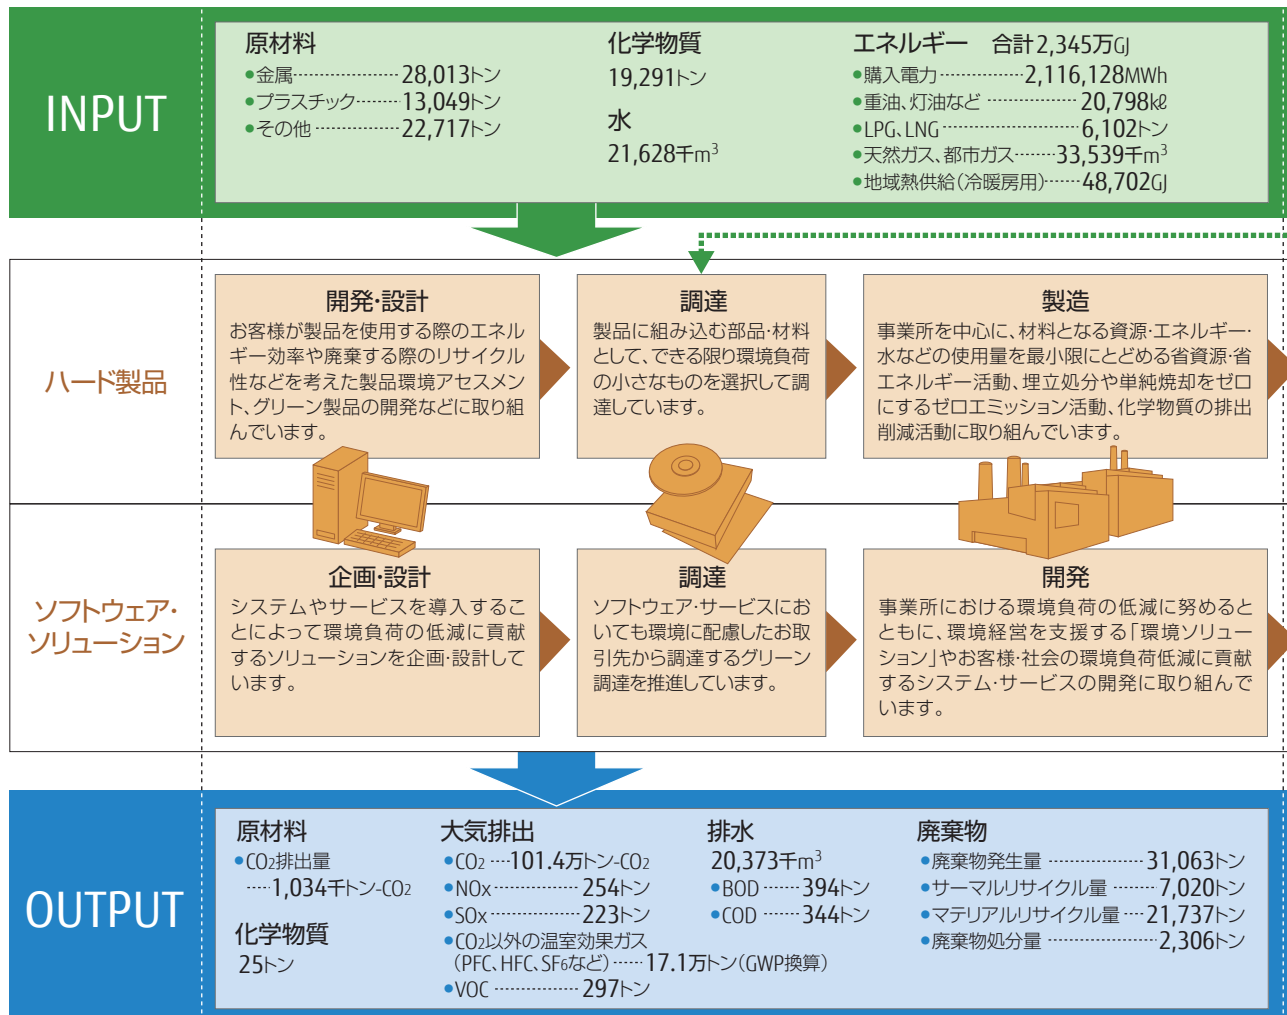 INPUT
原材料
●金属 28,013トン
●プラスチック 13,049トン
●その他 22,717トン
化学物質
19,291トン
水
21,628千m³
エネルギー 合計2,345万GJ
●購入電力 2,116,128MWh
●重油、灯油など 20,798kℓ
●LPG、LNG 6,102トン
●天然ガス、都市ガス 33,539千m³
●地域熱供給(冷暖房用) 48,702GJ
ハード製品
開発・設計
お客様が製品を使用する際のエネル
ギー効率や廃棄する際のリサイクル
性などを考えた製品環境アセスメン
ト、グリーン製品の開発などに取り組
んでいます。
調達
製品に組み込む部品・材料
として、できる限り環境負荷
の小さなものを選択して調
達しています。
製造
事業所を中心に、材料となる資源・エネルギー・
水などの使用量を最小限にとどめる省資源・省
エネルギー活動、埋立処分や単純焼却をゼロ
にするゼロエミッション活動、化学物質の排出
削減活動に取り組んでいます。
ソフトウェア・
ソリューション
企画・設計
システムやサービスを導入するこ
とによって環境負荷の低減に貢献
するソリューションを企画・設計して
います。
調達
ソフトウェア・サービスにお
いても環境に配慮したお取
引先から調達するグリーン
調達を推進しています。
開発
事業所における環境負荷の低減に努めると
ともに、環境経営を支援する「環境ソリュー
ション」やお客様・社会の環境負荷低減に貢献
するシステム・サービスの開発に取り組んで
います。
OUTPUT
原材料
●CO₂排出量
1,034千トン-CO₂
化学物質
25トン
大気排出
●CO₂ 101.4万トン-CO₂
●NOx 254トン
●SOx 223トン
●CO₂以外の温室効果ガス
(PFC、HFC、SF₆など) 17.1万トン(GWP換算)
●VOC 297トン
排水
20,373千m³
●BOD 394トン
●COD 344トン
廃棄物
●廃棄物発生量 31,063トン
●サーマルリサイクル量 7,020トン
●マテリアルリサイクル量 21,737トン
●廃棄物処分量 2,306トン